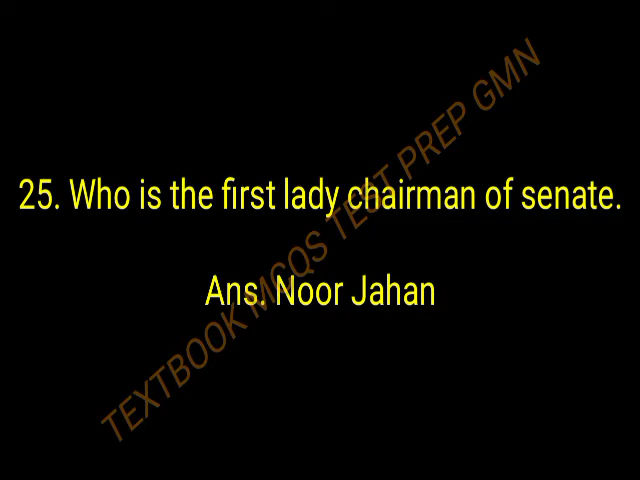 25. Who is the first lady chairman of senate.
Ans. Noor Jahan
TEXTBOOK MCQS TEST PREP GMN